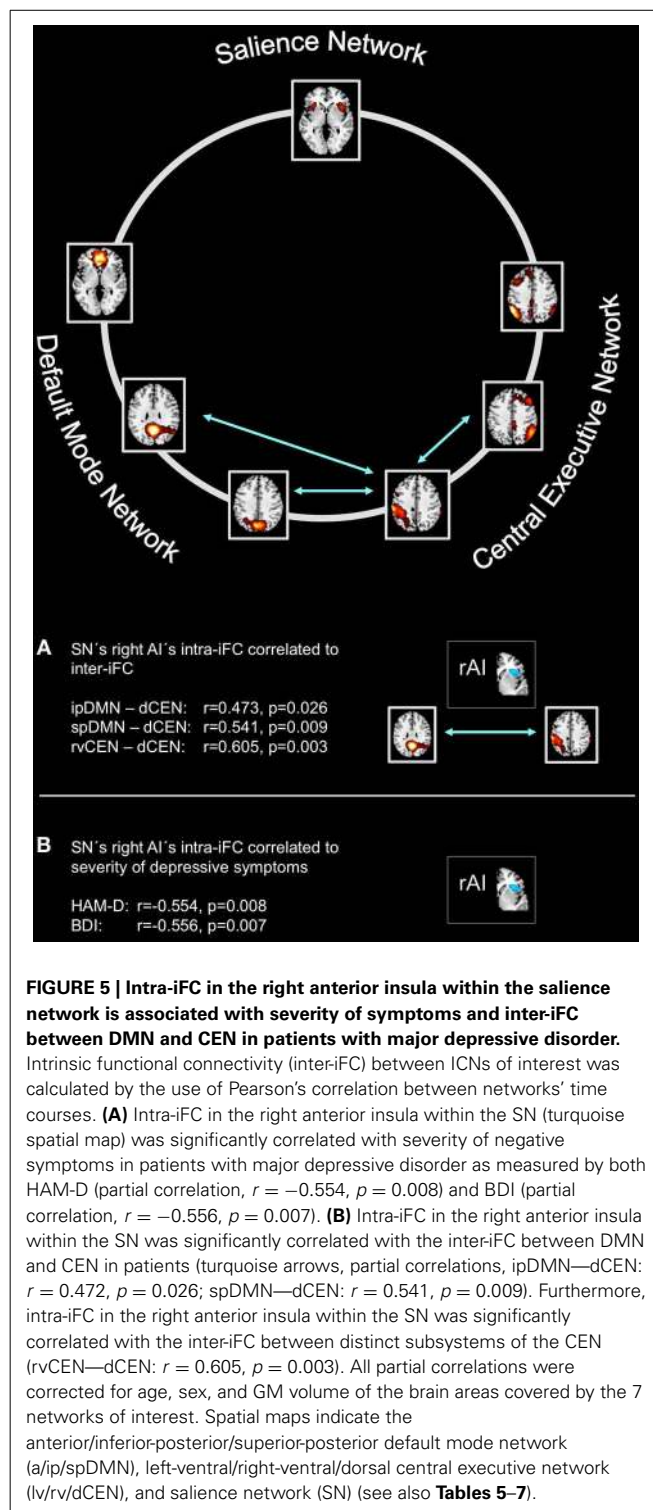 Salience Network
Default Mode Network
Central Executive Network
A SN´s right AI´s intra-iFC correlated to
inter-iFC
rAI
ipDMN – dCEN: r=0.473, p=0.026
spDMN – dCEN: r=0.541, p=0.009
rvCEN – dCEN: r=0.605, p=0.003
B SN´s right AI´s intra-iFC correlated to
severity of depressive symptoms
rAI
HAM-D: r=-0.554, p=0.008
BDI: r=-0.556, p=0.007
FIGURE 5 | Intra-iFC in the right anterior insula within the salience
network is associated with severity of symptoms and inter-iFC
between DMN and CEN in patients with major depressive disorder.
Intrinsic functional connectivity (inter-iFC) between ICNs of interest was
calculated by the use of Pearson's correlation between networks' time
courses. (A) Intra-iFC in the right anterior insula within the SN (turquoise
spatial map) was significantly correlated with severity of negative
symptoms in patients with major depressive disorder as measured by both
HAM-D (partial correlation, r = −0.554, p = 0.008) and BDI (partial
correlation, r = −0.556, p = 0.007). (B) Intra-iFC in the right anterior insula
within the SN was significantly correlated with the inter-iFC between DMN
and CEN in patients (turquoise arrows, partial correlations, ipDMN—dCEN:
r = 0.472, p = 0.026; spDMN—dCEN: r = 0.541, p = 0.009). Furthermore,
intra-iFC in the right anterior insula within the SN was significantly
correlated with the inter-iFC between distinct subsystems of the CEN
(rvCEN—dCEN: r = 0.605, p = 0.003). All partial correlations were
corrected for age, sex, and GM volume of the brain areas covered by the 7
networks of interest. Spatial maps indicate the
anterior/inferior-posterior/superior-posterior default mode network
(a/ip/spDMN), left-ventral/right-ventral/dorsal central executive network
(lv/rv/dCEN), and salience network (SN) (see also Tables 5–7).